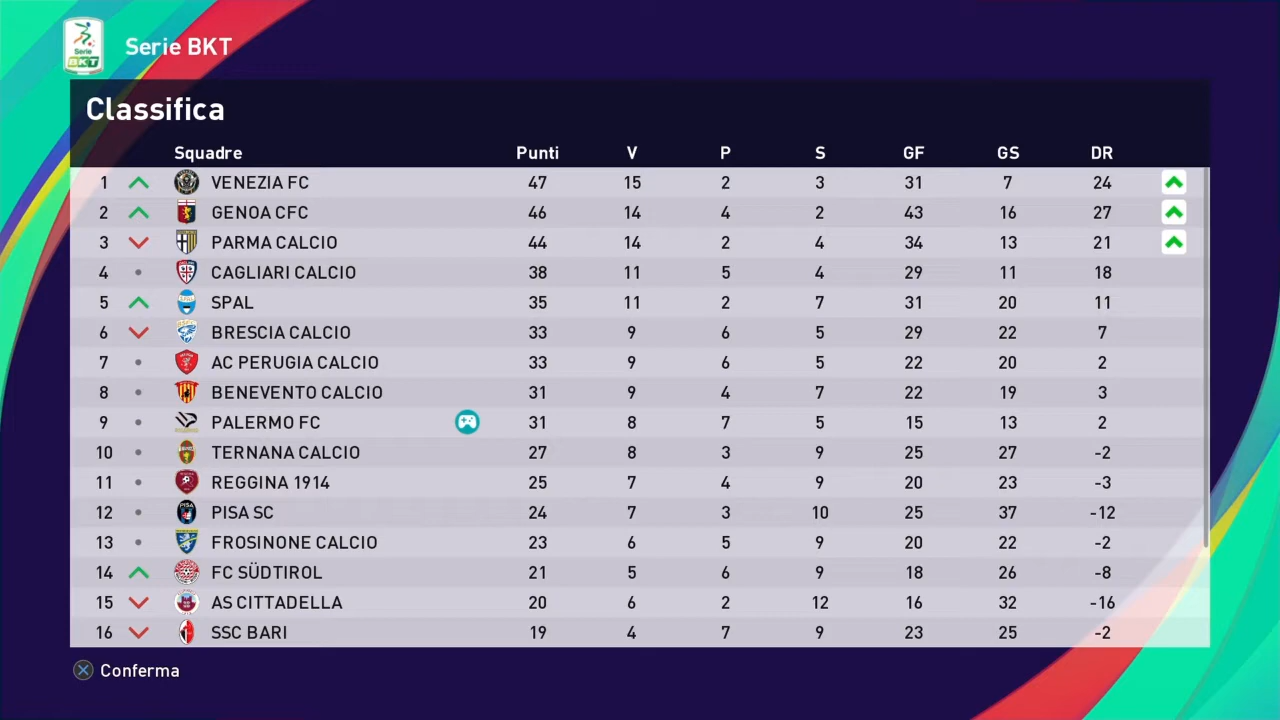 Serie BKT
Serie
BKT
Classifica
Squadre Punti V P S GF GS DR
1 VENEZIA FC 47 15 2 3 31 7 24
2 GENOA CFC 46 14 4 2 43 16 27
3 PARMA CALCIO 44 14 2 4 34 13 21
4 CAGLIARI CALCIO 38 11 5 4 29 11 18
5 SPAL 35 11 2 7 31 20 11
6 BRESCIA CALCIO 33 9 6 5 29 22 7
7 AC PERUGIA CALCIO 33 9 6 5 22 20 2
8 BENEVENTO CALCIO 31 9 4 7 22 19 3
9 PALERMO FC 31 8 7 5 15 13 2
10 TERNANA CALCIO 27 8 3 9 25 27 -2
11 REGGINA 1914 25 7 4 9 20 23 -3
12 PISA SC 24 7 3 10 25 37 -12
13 FROSINONE CALCIO 23 6 5 9 20 22 -2
14 FC SÜDTIROL 21 5 6 9 18 26 -8
15 AS CITTADELLA 20 6 2 12 16 32 -16
16 SSC BARI 19 4 7 9 23 25 -2
Conferma